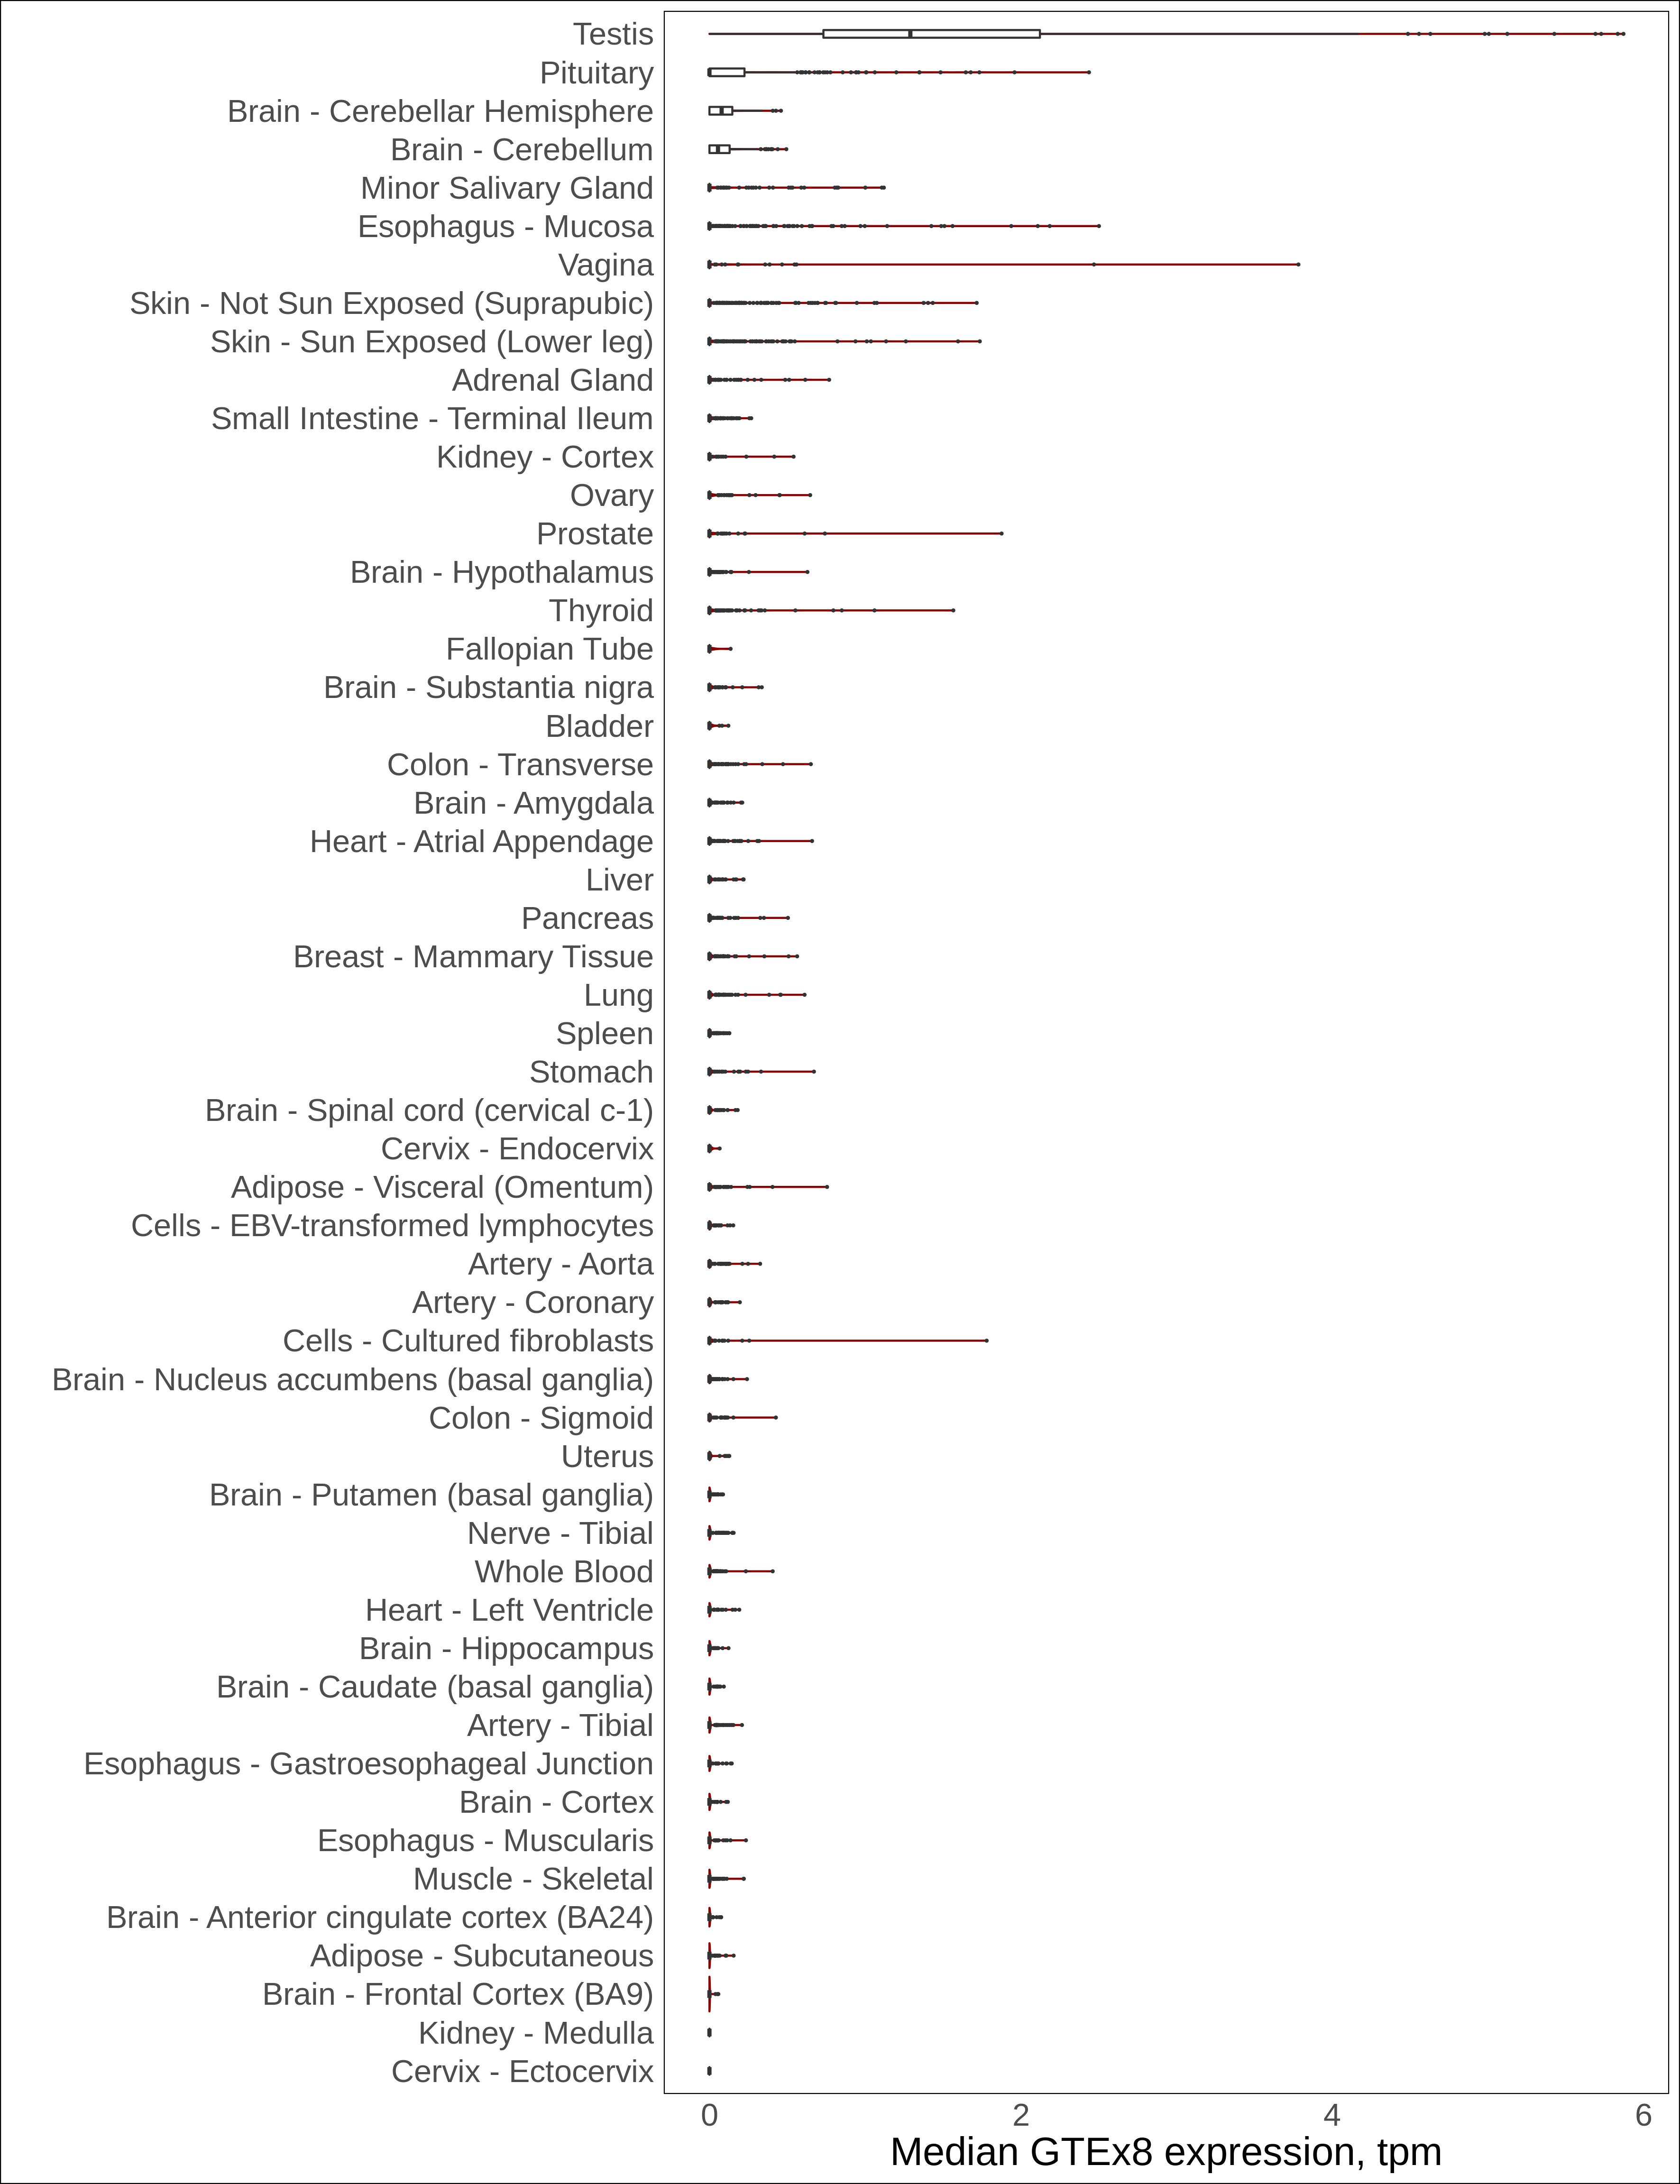 Testis
Pituitary
Brain - Cerebellar Hemisphere
Brain - Cerebellum
Minor Salivary Gland
Esophagus - Mucosa
Vagina
Skin - Not Sun Exposed (Suprapubic)
Skin - Sun Exposed (Lower leg)
Adrenal Gland
Small Intestine - Terminal Ileum
Kidney - Cortex
Ovary
Prostate
Brain - Hypothalamus
Thyroid
Fallopian Tube
Brain - Substantia nigra
Bladder
Colon - Transverse
Brain - Amygdala
Heart - Atrial Appendage
Liver
Pancreas
Breast - Mammary Tissue
Lung
Spleen
Stomach
Brain - Spinal cord (cervical c-1)
Cervix - Endocervix
Adipose - Visceral (Omentum)
Cells - EBV-transformed lymphocytes
Artery - Aorta
Artery - Coronary
Cells - Cultured fibroblasts
Brain - Nucleus accumbens (basal ganglia)
Colon - Sigmoid
Uterus
Brain - Putamen (basal ganglia)
Nerve - Tibial
Whole Blood
Heart - Left Ventricle
Brain - Hippocampus
Brain - Caudate (basal ganglia)
Artery - Tibial
Esophagus - Gastroesophageal Junction
Brain - Cortex
Esophagus - Muscularis
Muscle - Skeletal
Brain - Anterior cingulate cortex (BA24)
Adipose - Subcutaneous
Brain - Frontal Cortex (BA9)
Kidney - Medulla
Cervix - Ectocervix
0 2 4 6
Median GTEx8 expression, tpm